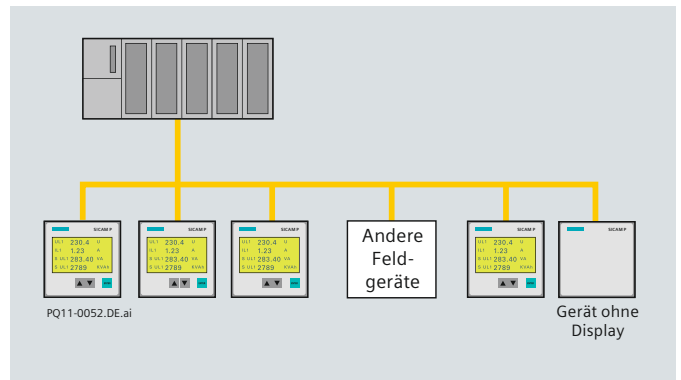 SICAM P
UL1 230.4 U
IL1 1.23 A
S UL1 283.40 VA
S UL1 2789 KVAh
SICAM P
UL1 230.4 U
IL1 1.23 A
S UL1 283.40 VA
S UL1 2789 KVAh
SICAM P
UL1 230.4 U
IL1 1.23 A
S UL1 283.40 VA
S UL1 2789 KVAh
Andere
Feld-
geräte
SICAM P
UL1 230.4 U
IL1 1.23 A
S UL1 283.40 VA
S UL1 2789 KVAh
SICAM P
Gerät ohne
Display
PQ11-0052.DE.ai